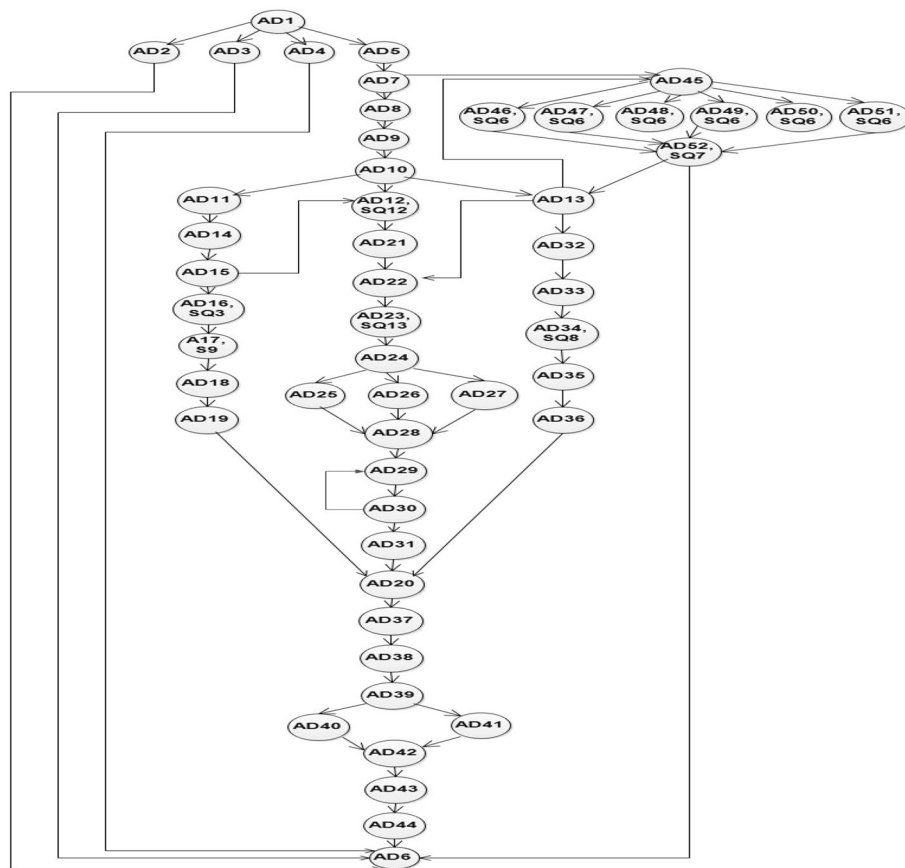 AD1
AD2
AD3
AD4
AD5
AD7
AD45
AD8
AD46,
SQ6
AD47,
SQ6
AD48,
SQ6
AD49,
SQ6
AD50,
SQ6
AD51,
SQ6
AD9
AD52,
SQ7
AD10
AD11
AD12,
SQ12
AD13
AD14
AD21
AD32
AD15
AD22
AD33
AD16,
SQ3
AD23,
SQ13
AD34,
SQ8
A17,
S9
AD24
AD35
AD18
AD25
AD26
AD27
AD19
AD36
AD28
AD29
AD30
AD31
AD20
AD37
AD38
AD39
AD40
AD41
AD42
AD43
AD44
AD6